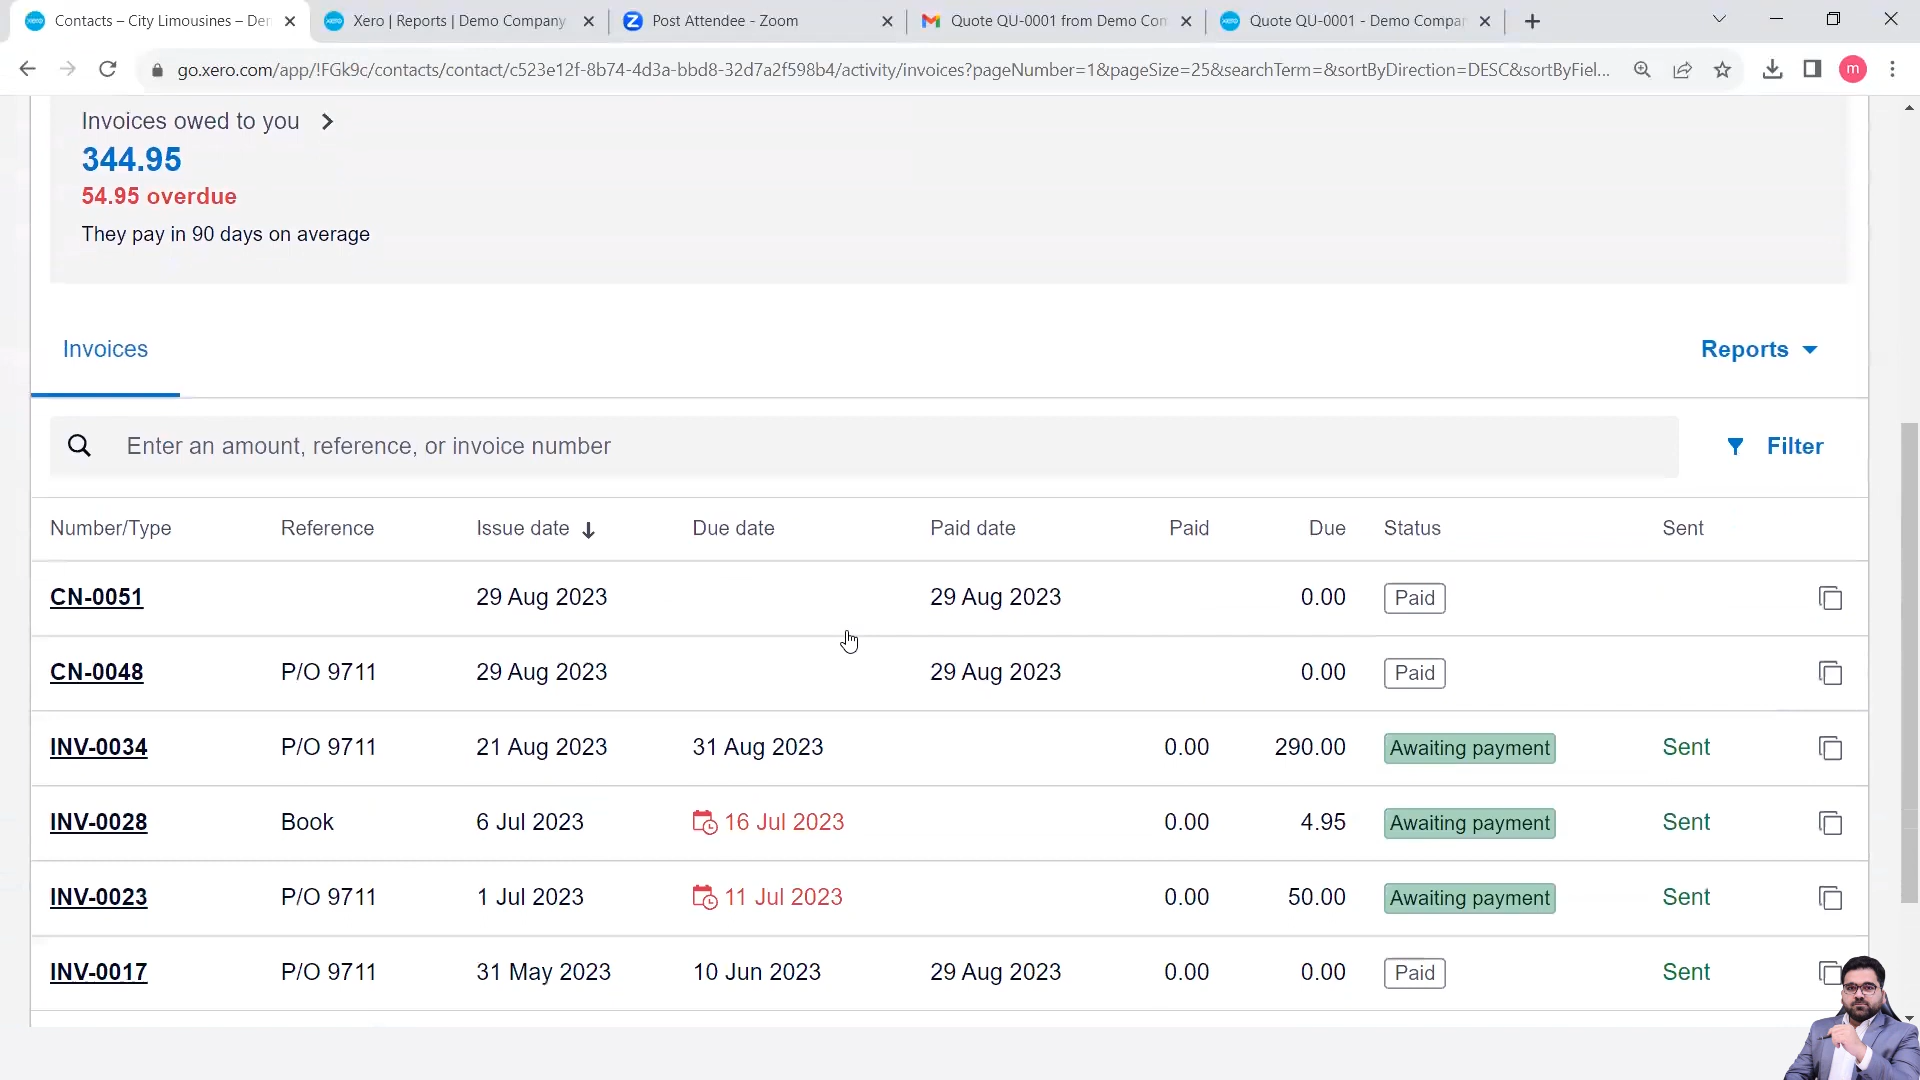 Contacts – City Limousines – Den
Xero | Reports | Demo Company
Post Attendee - Zoom
Quote QU-0001 from Demo Com
Quote QU-0001 - Demo Compan
go.xero.com/app/!FGk9c/contacts/contact/c523e12f-8b74-4d3a-bbd8-32d7a2f598b4/activity/invoices?pageNumber=1&pageSize=25&searchTerm=&sortByDirection=DESC&sortByFiel...
m
Invoices owed to you
344.95
54.95 overdue
They pay in 90 days on average
Invoices
Reports
Enter an amount, reference, or invoice number
Filter
Number/Type Reference Issue date Due date Paid date Paid Due Status Sent
CN-0051 29 Aug 2023 29 Aug 2023 0.00 Paid
CN-0048 P/O 9711 29 Aug 2023 29 Aug 2023 0.00 Paid
INV-0034 P/O 9711 21 Aug 2023 31 Aug 2023 0.00 290.00 Awaiting payment Sent
INV-0028 Book 6 Jul 2023 16 Jul 2023 0.00 4.95 Awaiting payment Sent
INV-0023 P/O 9711 1 Jul 2023 11 Jul 2023 0.00 50.00 Awaiting payment Sent
INV-0017 P/O 9711 31 May 2023 10 Jun 2023 29 Aug 2023 0.00 0.00 Paid Sent